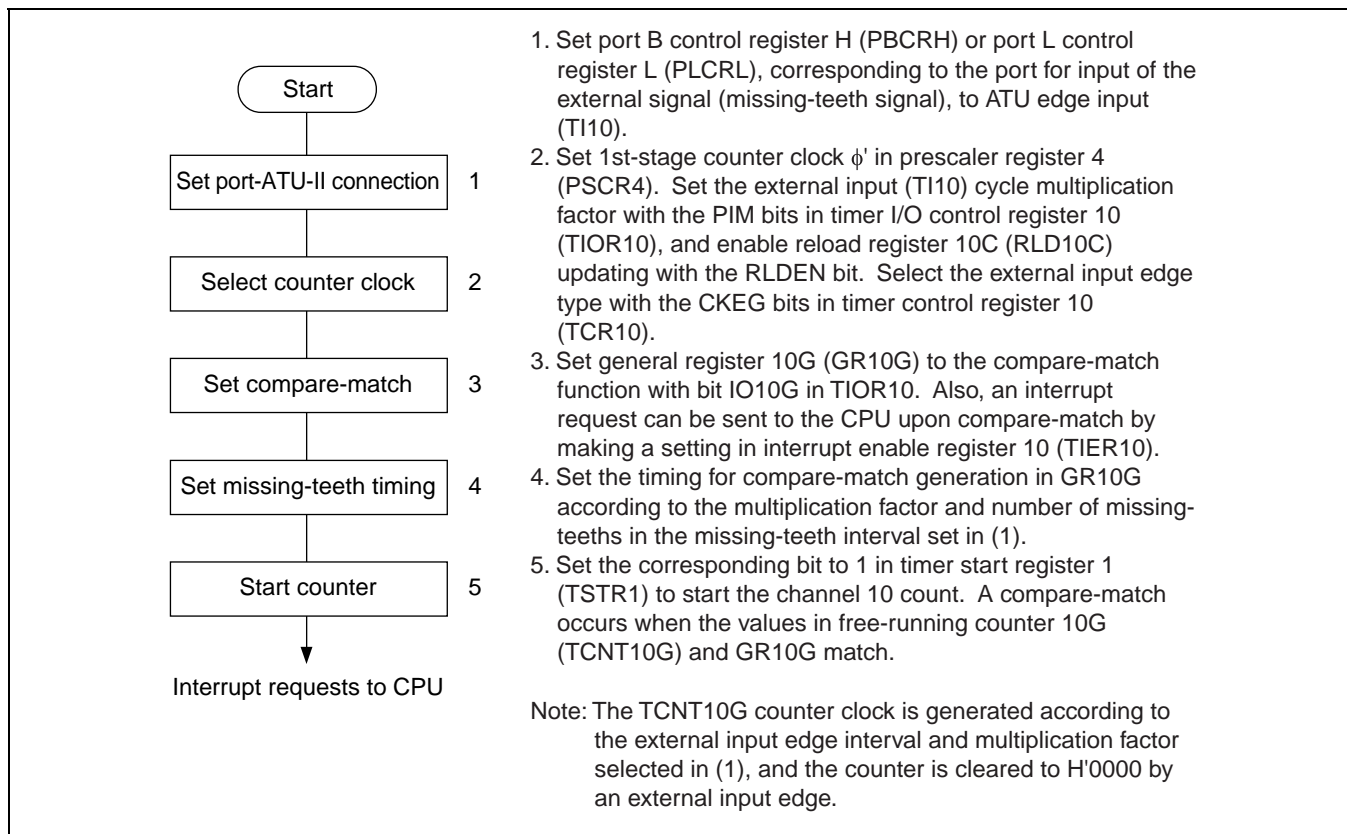 Start
Set port-ATU-II connection 1
Select counter clock 2
Set compare-match 3
Set missing-teeth timing 4
Start counter 5
Interrupt requests to CPU
1. Set port B control register H (PBCRH) or port L control
register L (PLCRL), corresponding to the port for input of the
external signal (missing-teeth signal), to ATU edge input
(TI10).
2. Set 1st-stage counter clock ϕ' in prescaler register 4
(PSCR4). Set the external input (TI10) cycle multiplication
factor with the PIM bits in timer I/O control register 10
(TIOR10), and enable reload register 10C (RLD10C)
updating with the RLDEN bit. Select the external input edge
type with the CKEG bits in timer control register 10
(TCR10).
3. Set general register 10G (GR10G) to the compare-match
function with bit IO10G in TIOR10. Also, an interrupt
request can be sent to the CPU upon compare-match by
making a setting in interrupt enable register 10 (TIER10).
4. Set the timing for compare-match generation in GR10G
according to the multiplication factor and number of missing-
teeths in the missing-teeth interval set in (1).
5. Set the corresponding bit to 1 in timer start register 1
(TSTR1) to start the channel 10 count. A compare-match
occurs when the values in free-running counter 10G
(TCNT10G) and GR10G match.
Note: The TCNT10G counter clock is generated according to
the external input edge interval and multiplication factor
selected in (1), and the counter is cleared to H'0000 by
an external input edge.